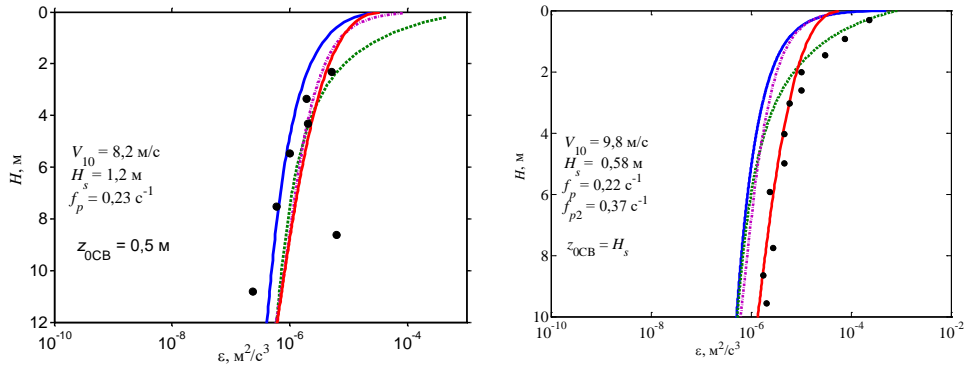 0
2
4
6
8
10
12
H, м
V10 = 8,2 м/с
Hs = 1,2 м
fp = 0,23 с-1
z0СВ = 0,5 м
10-10
10-8
10-6
10-4
ε, м2/с3
0
2
4
6
8
10
H, м
V10 = 9,8 м/с
Hs = 0,58 м
fp = 0,22 с-1
fp2 = 0,37 с-1
z0СВ = Hs
10-10
10-8
10-6
10-4
10-2
ε, м2/с3